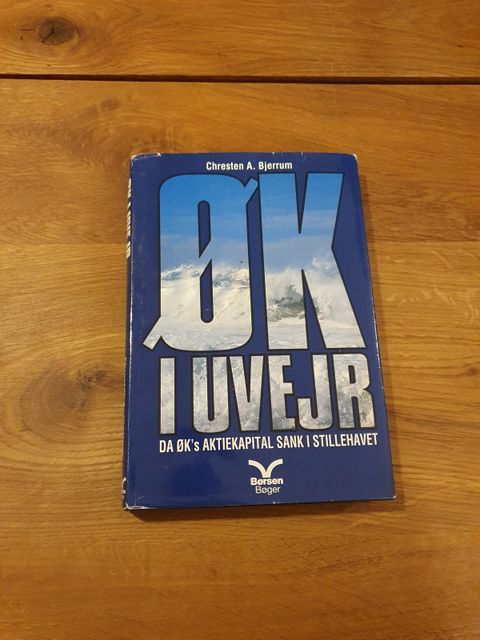 Chresten A. Bjerrum
ØK
I UVEJR
DA ØK's AKTIEKAPITAL SANK I STILLEHAVET
Børsen
Bøger